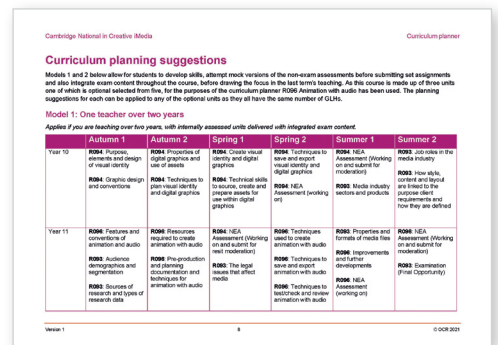 Cambridge National in Creative iMedia
Curriculum planner
Curriculum planning suggestions
Models 1 and 2 below allow for students to develop skills, attempt mock versions of the non-exam assessments before submitting set assignments
and also integrate exam content throughout the course, before drawing the focus in the last term's teaching. As this course is made up of three units
one of which is optional selected from five, for the purposes of the curriculum planner R096 Animation with audio has been used. The planning
suggestions for each can be applied to any of the optional units as they all have the same number of GLHs.
Model 1: One teacher over two years
Applies if you are teaching over two years, with internally assessed units delivered with integrated exam content.
Autumn 1
Autumn 2
Spring 1
Spring 2
Summer 1
Summer 2
Year 10
R094: Purpose,
elements and design
of visual identity
R094: Graphic design
and conventions
R094: Properties of
digital graphics and
use of assets
R094: Techniques to
plan visual identity
and digital graphics
R094: Create visual
identity and digital
graphics
R094: Technical skills
to source, create and
prepare assets for
use within digital
graphics
R094: Techniques to
save and export
visual identity and
digital graphics
R094: NEA
Assessment (working
on)
R094: NEA
Assessment (Working
on and submit for
moderation)
R093: Media industry
sectors and products
R093: Job roles in the
media industry
R093: How style,
content and layout
are linked to the
purpose client
requirements and
how they are defined
Year 11
R096: Features and
conventions of
animation and audio
R093: Audience
demographics and
segmentation
R093: Sources of
research and types of
research data
R096: Resources
required to create
animation with audio
R096: Pre-production
and planning
documentation and
techniques for
animation with audio
R094: NEA
Assessment (Working
on and submit for
resit moderation)
R093: The legal
issues that affect
media
R096: Techniques
used to create
animation with audio
R096: Techniques to
save and export
animation with audio
R096: Techniques to
test/check and review
animation with audio
R093: Properties and
formats of media files
R096: Improvements
and further
developments
R096: NEA
Assessment
(working on)
R096: NEA
Assessment (Working
on and submit for
moderation)
R093: Examination
(Final Opportunity)
Version 1
8
© OCR 2021